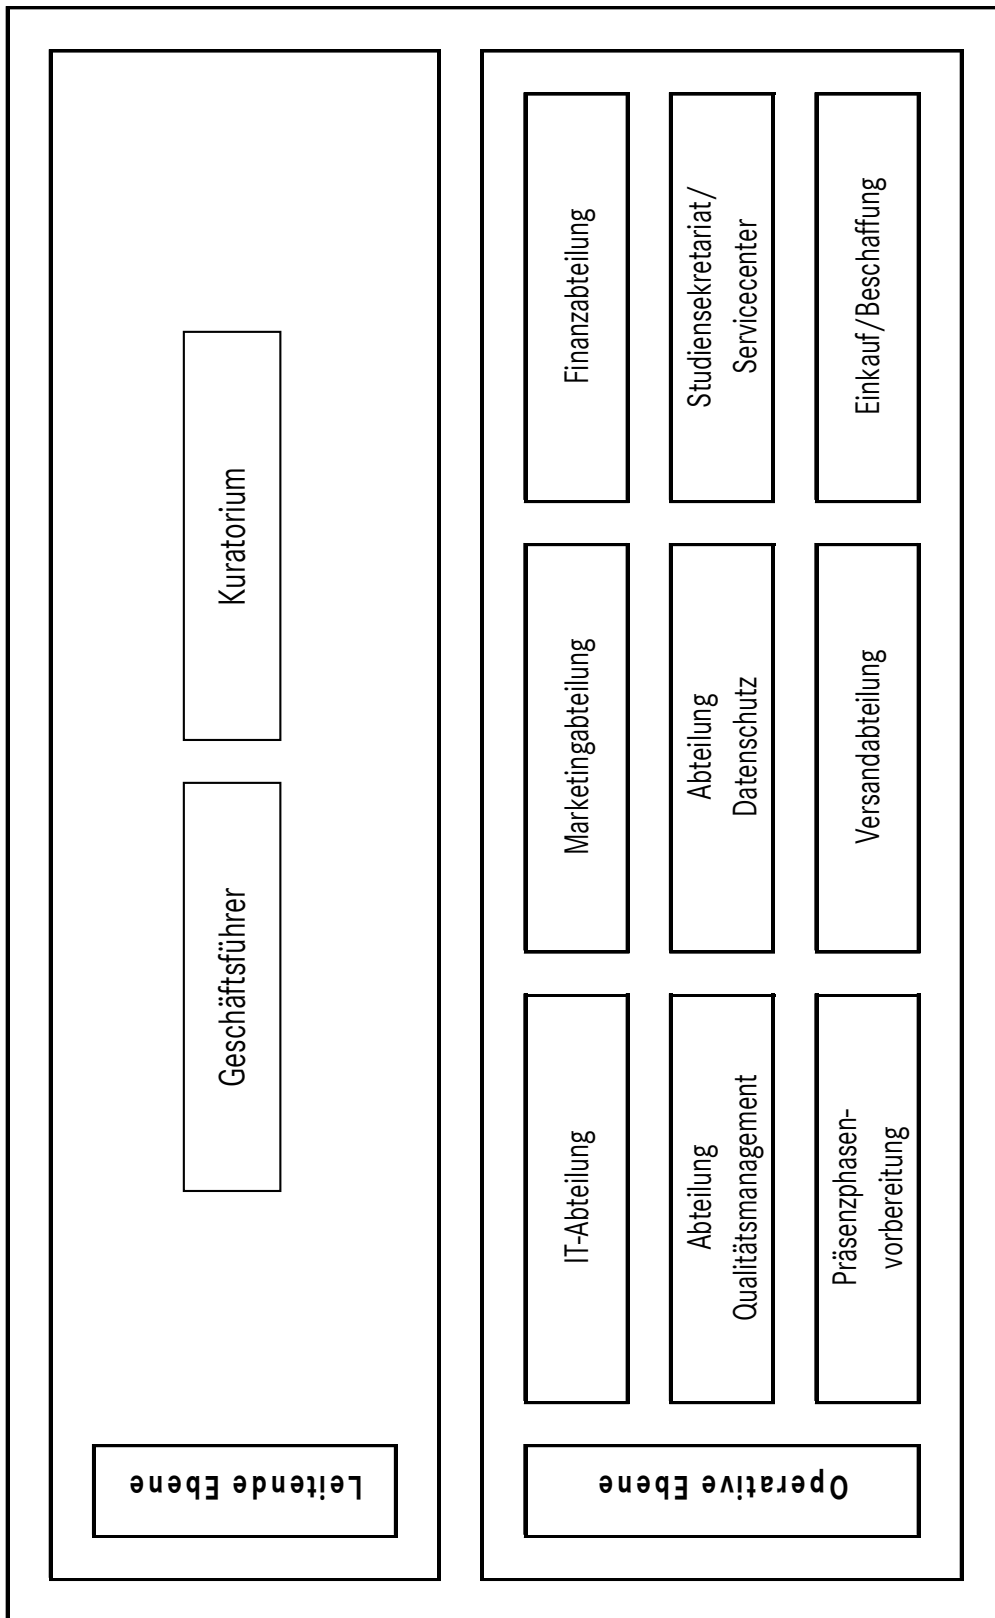 Leitende Ebene
Geschäftsführer
Kuratorium
Operative Ebene
IT-Abteilung
Marketingabteilung
Finanzabteilung
Abteilung
Qualitätsmanagement
Abteilung
Datenschutz
Studiensekretariat/
Servicecenter
Präsenzphasen-
vorbereitung
Versandabteilung
Einkauf/Beschaffung